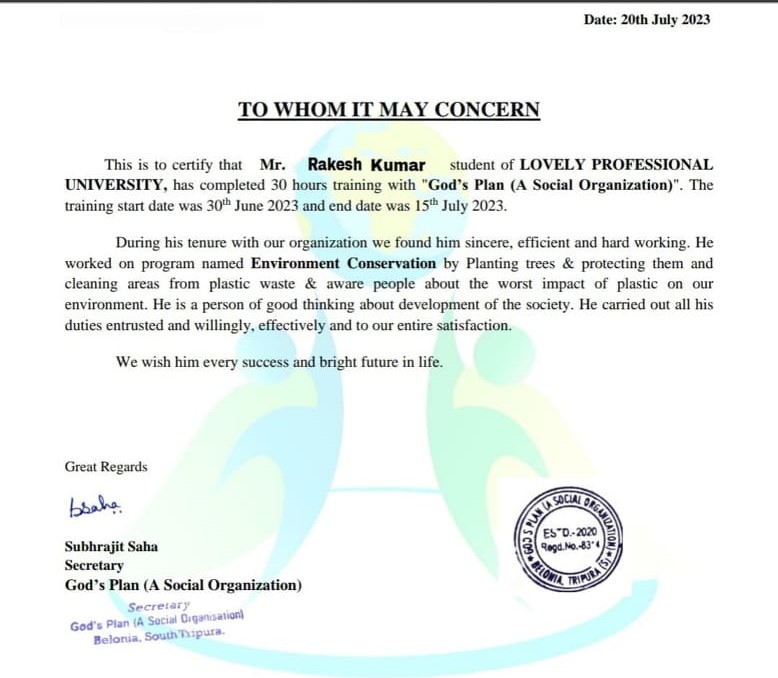 Date: 20th July 2023
TO WHOM IT MAY CONCERN
This is to certify that Mr. Rakesh Kumar student of LOVELY PROFESSIONAL
UNIVERSITY, has completed 30 hours training with "God's Plan (A Social Organization)". The
training start date was 30th June 2023 and end date was 15th July 2023.
During his tenure with our organization we found him sincere, efficient and hard working. He
worked on program named Environment Conservation by Planting trees & protecting them and
cleaning areas from plastic waste & aware people about the worst impact of plastic on our
environment. He is a person of good thinking about development of the society. He carried out all his
duties entrusted and willingly, effectively and to our entire satisfaction.
We wish him every success and bright future in life.
Great Regards
Subhrajit Saha
Secretary
God's Plan (A Social Organization)
Secretary
God's Plan (A Social Organisation)
Belonia, South Tripura.
GOD'S PLAN (A SOCIAL ORGANIZATION)
ESTD.-2020
Regd.No.
BELONIA, TRIPURA (S)